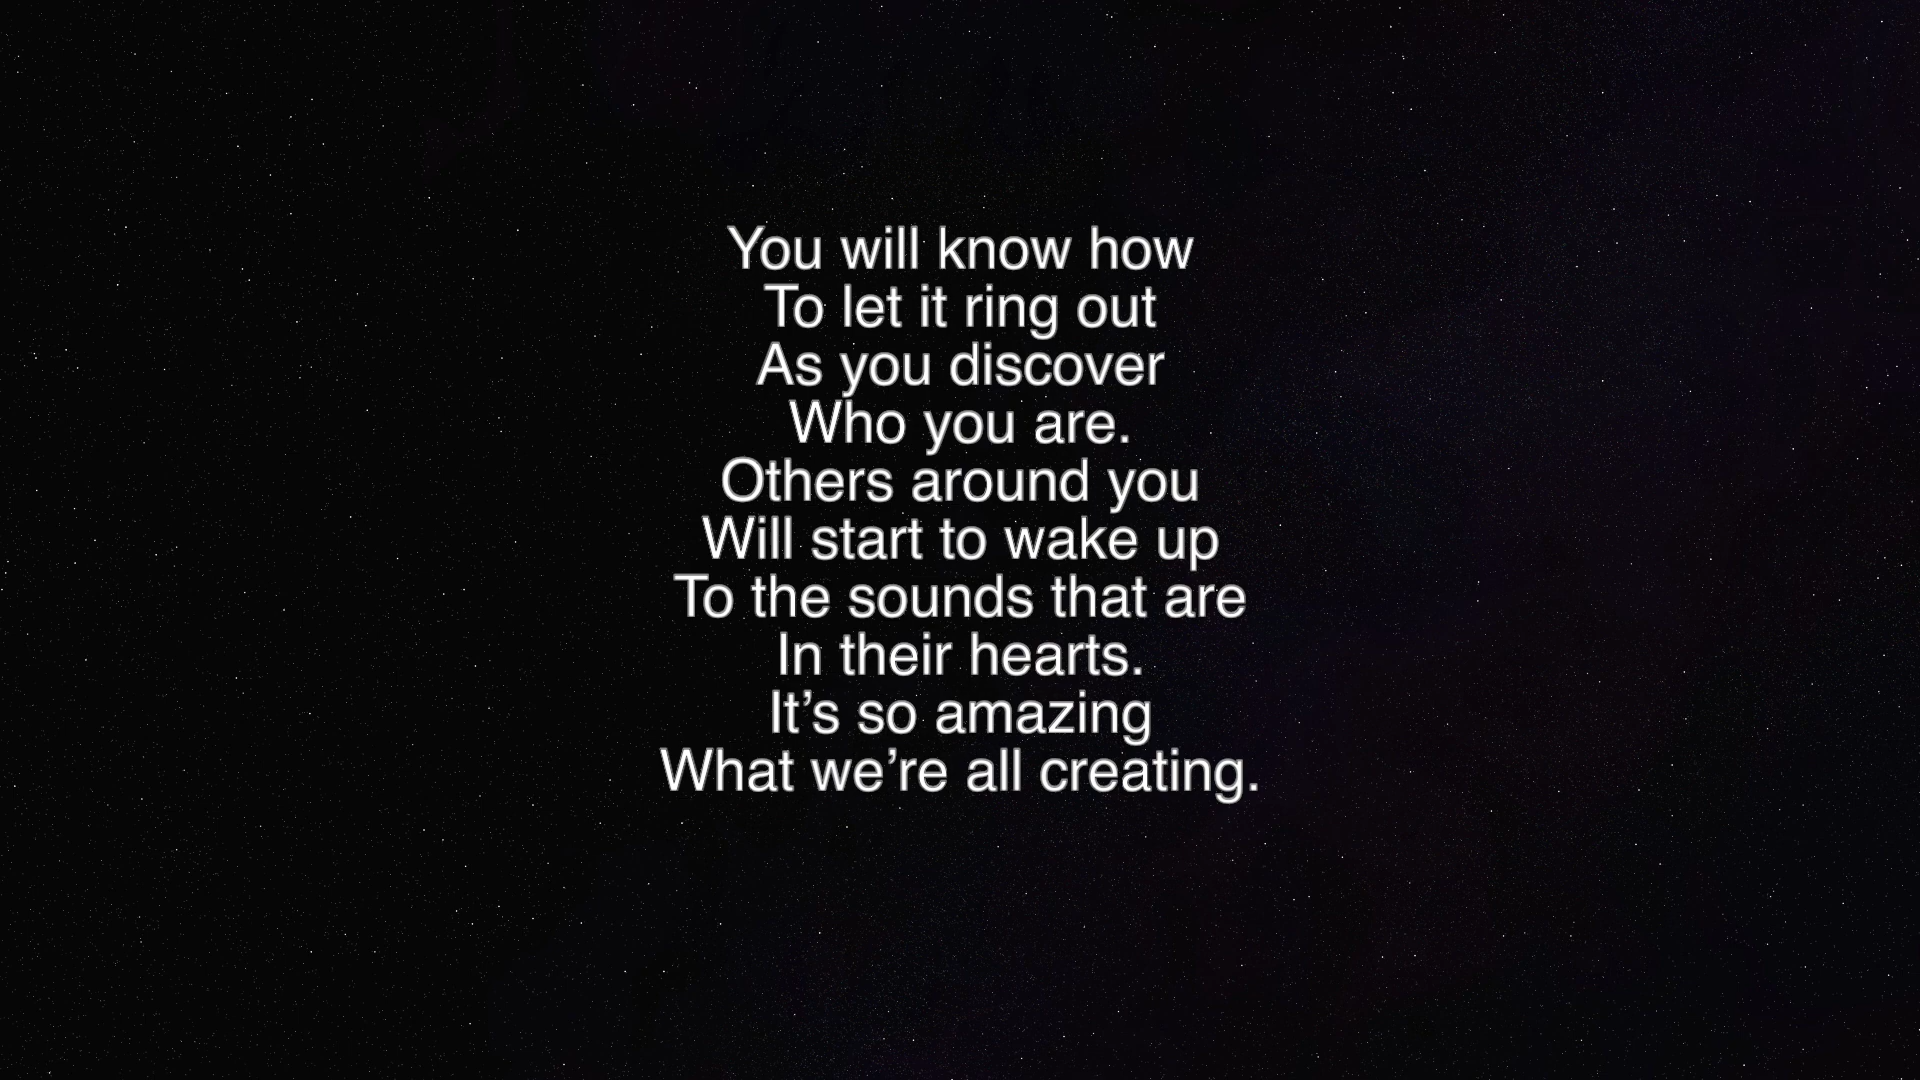 You will know how
To let it ring out
As you discover
Who you are.
Others around you
Will start to wake up
To the sounds that are
In their hearts.
It’s so amazing
What we’re all creating.